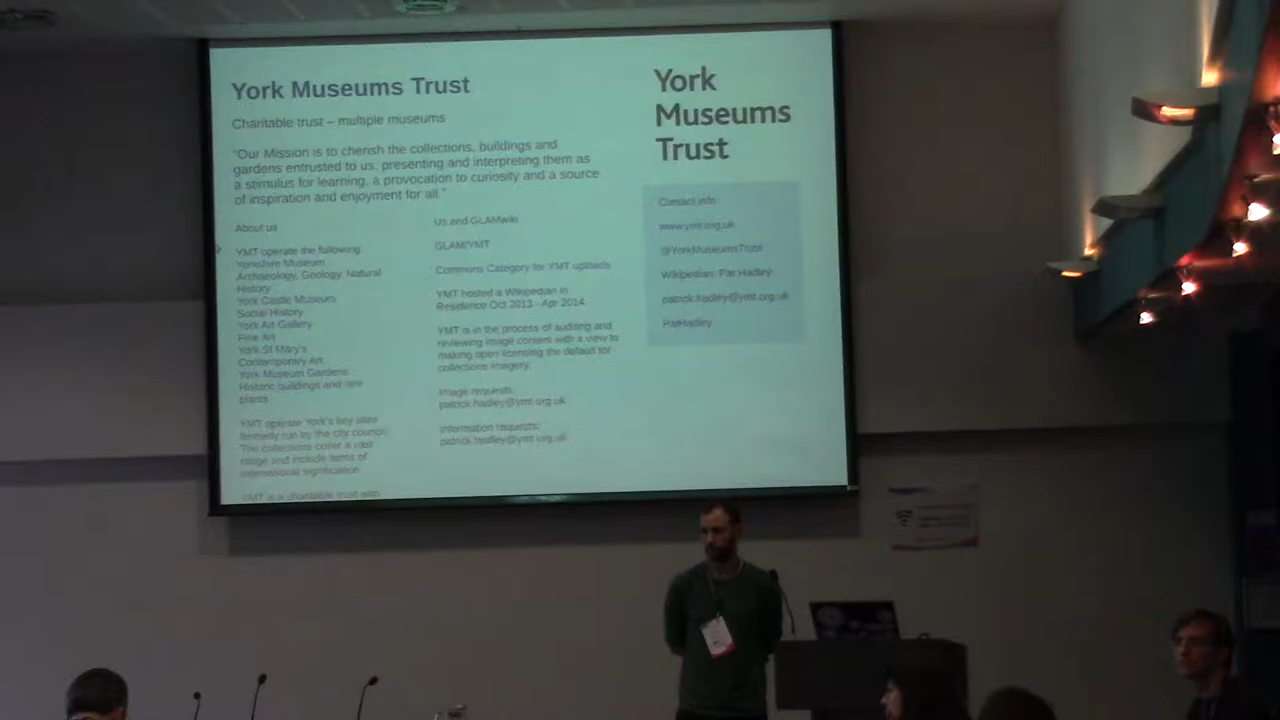 York Museums Trust
Charitable trust – multiple museums
"Our Mission is to cherish the collections, buildings and
gardens entrusted to us, presenting and interpreting them as
a stimulus for learning, a provocation to curiosity and a source
of inspiration and enjoyment for all."
About us
YMT operate the following:
Yorkshire Museum
Archaeology, Geology, Natural
History
York Castle Museum
Social History
York Art Gallery
Fine Art
York St Mary's
Contemporary Art
York Museum Gardens
Historic buildings and rare
plants
YMT operate York's key sites
formerly run by the city council.
The collections cover a vast
range and include items of
international significance.
YMT is a charitable trust with
Us and GLAMwiki
GLAM/YMT
Commons Category for YMT uploads
YMT hosted a Wikipedian in
Residence Oct 2013 - Apr 2014.
YMT is in the process of auditing and
reviewing image content with a view to
making open licensing the default for
collections imagery.
Image requests:
patrick.hadley@ymt.org.uk
Information requests:
patrick.hadley@ymt.org.uk
York
Museums
Trust
Contact info:
www.ymt.org.uk
@YorkMuseumsTrust
Wikipedian: Pat Hadley
patrick.hadley@ymt.org.uk
PatHadley